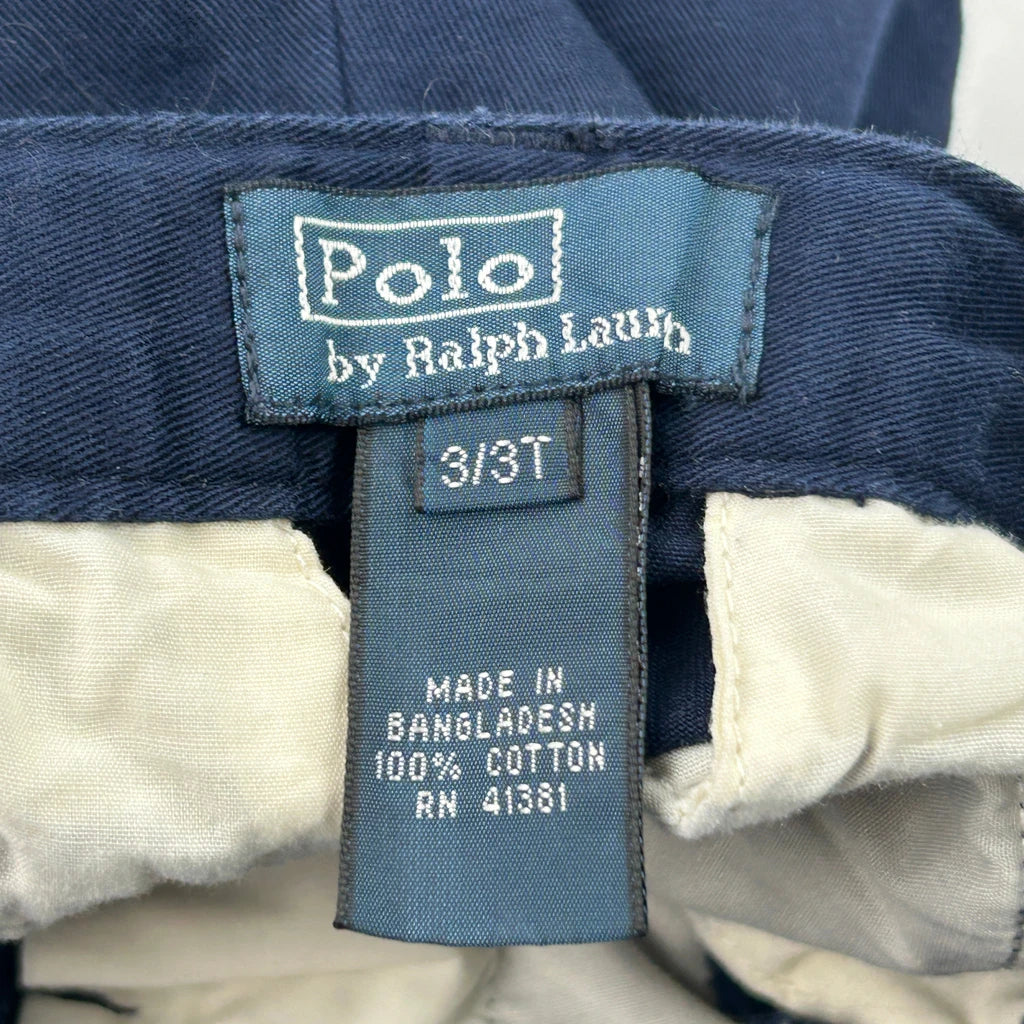 Polo
by Ralph Lauren
3/3T
MADE IN
BANGLADESH
100% COTTON
RN 41381